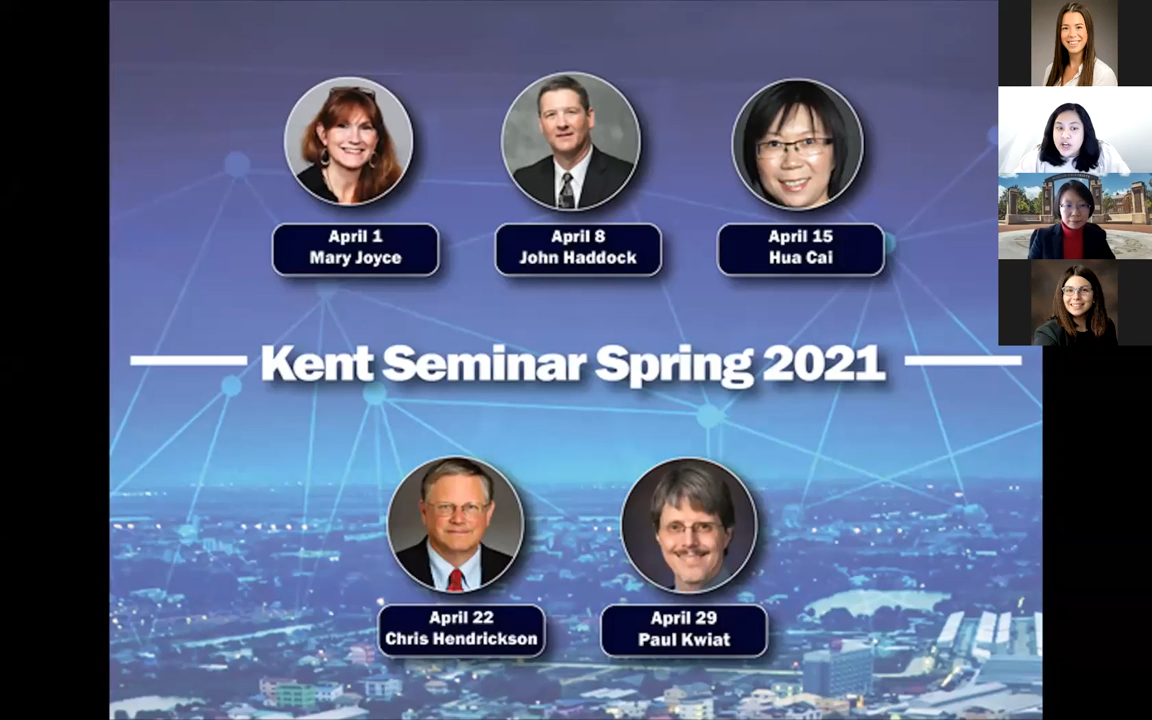 April 1
Mary Joyce
April 8
John Haddock
April 15
Hua Cai
Kent Seminar Spring 2021
April 22
Chris Hendrickson
April 29
Paul Kwiat